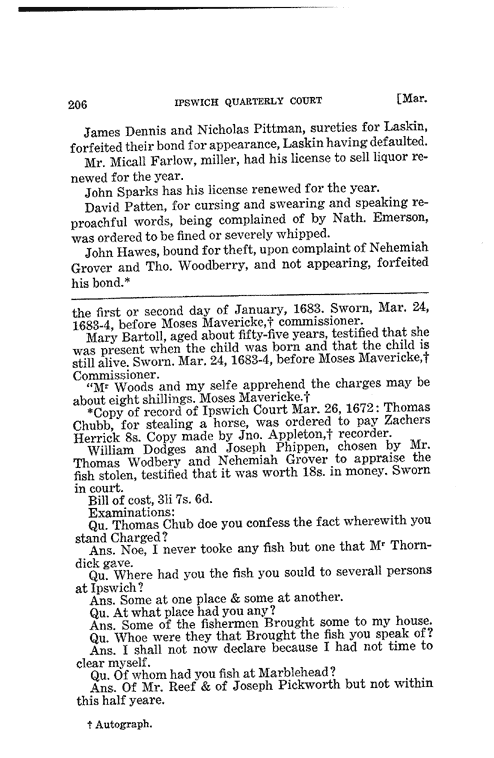 206 IPSWICH QUARTERLY COURT [Mar.
James Dennis and Nicholas Pittman, sureties for Laskin,
forfeited their bond for appearance, Laskin having defaulted.
Mr. Micall Farlow, miller, had his license to sell liquor re-
newed for the year.
John Sparks has his license renewed for the year.
David Patten, for cursing and swearing and speaking re-
proachful words, being complained of by Nath. Emerson,
was ordered to be fined or severely whipped.
John Hawes, bound for theft, upon complaint of Nehemiah
Grover and Tho. Woodberry, and not appearing, forfeited
his bond.*
the first or second day of January, 1683. Sworn, Mar. 24,
1683-4, before Moses Mavericke,† commissioner.
Mary Bartoll, aged about fifty-five years, testified that she
was present when the child was born and that the child is
still alive. Sworn. Mar. 24, 1683-4, before Moses Mavericke,†
Commissioner.
"Mr Woods and my selfe apprehend the charges may be
about eight shillings. Moses Mavericke.†
*Copy of record of Ipswich Court Mar. 26, 1672: Thomas
Chubb, for stealing a horse, was ordered to pay Zachers
Herrick 8s. Copy made by Jno. Appleton,† recorder.
William Dodges and Joseph Phippen, chosen by Mr.
Thomas Wodbery and Nehemiah Grover to appraise the
fish stolen, testified that it was worth 18s. in money. Sworn
in court.
Bill of cost, 3li 7s. 6d.
Examinations:
Qu. Thomas Chub doe you confess the fact wherewith you
stand Charged?
Ans. Noe, I never tooke any fish but one that Mr Thorn-
dick gave.
Qu. Where had you the fish you sould to severall persons
at Ipswich?
Ans. Some at one place & some at another.
Qu. At what place had you any?
Ans. Some of the fishermen Brought some to my house.
Qu. Whoe were they that Brought the fish you speak of?
Ans. I shall not now declare because I had not time to
clear myself.
Qu. Of whom had you fish at Marblehead?
Ans. Of Mr. Reef & of Joseph Pickworth but not within
this half yeare.
† Autograph.